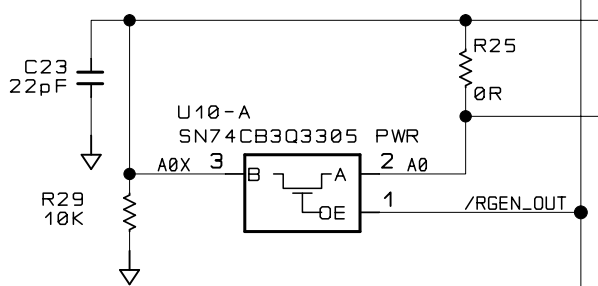 R25
C23
22pF
0R
U10-A
SN74CB3Q3305 PWR
A0X 3 B A 2 A0
R29
10K
OE 1 /RGEN_OUT